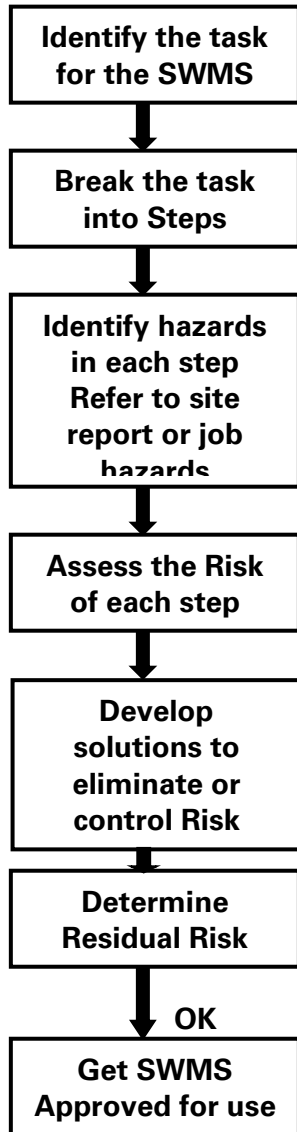 Identify the task
for the SWMS
Break the task
into Steps
Identify hazards
in each step
Refer to site
report or job
hazards
Assess the Risk
of each step
Develop
solutions to
eliminate or
control Risk
Determine
Residual Risk
OK
Get SWMS
Approved for use